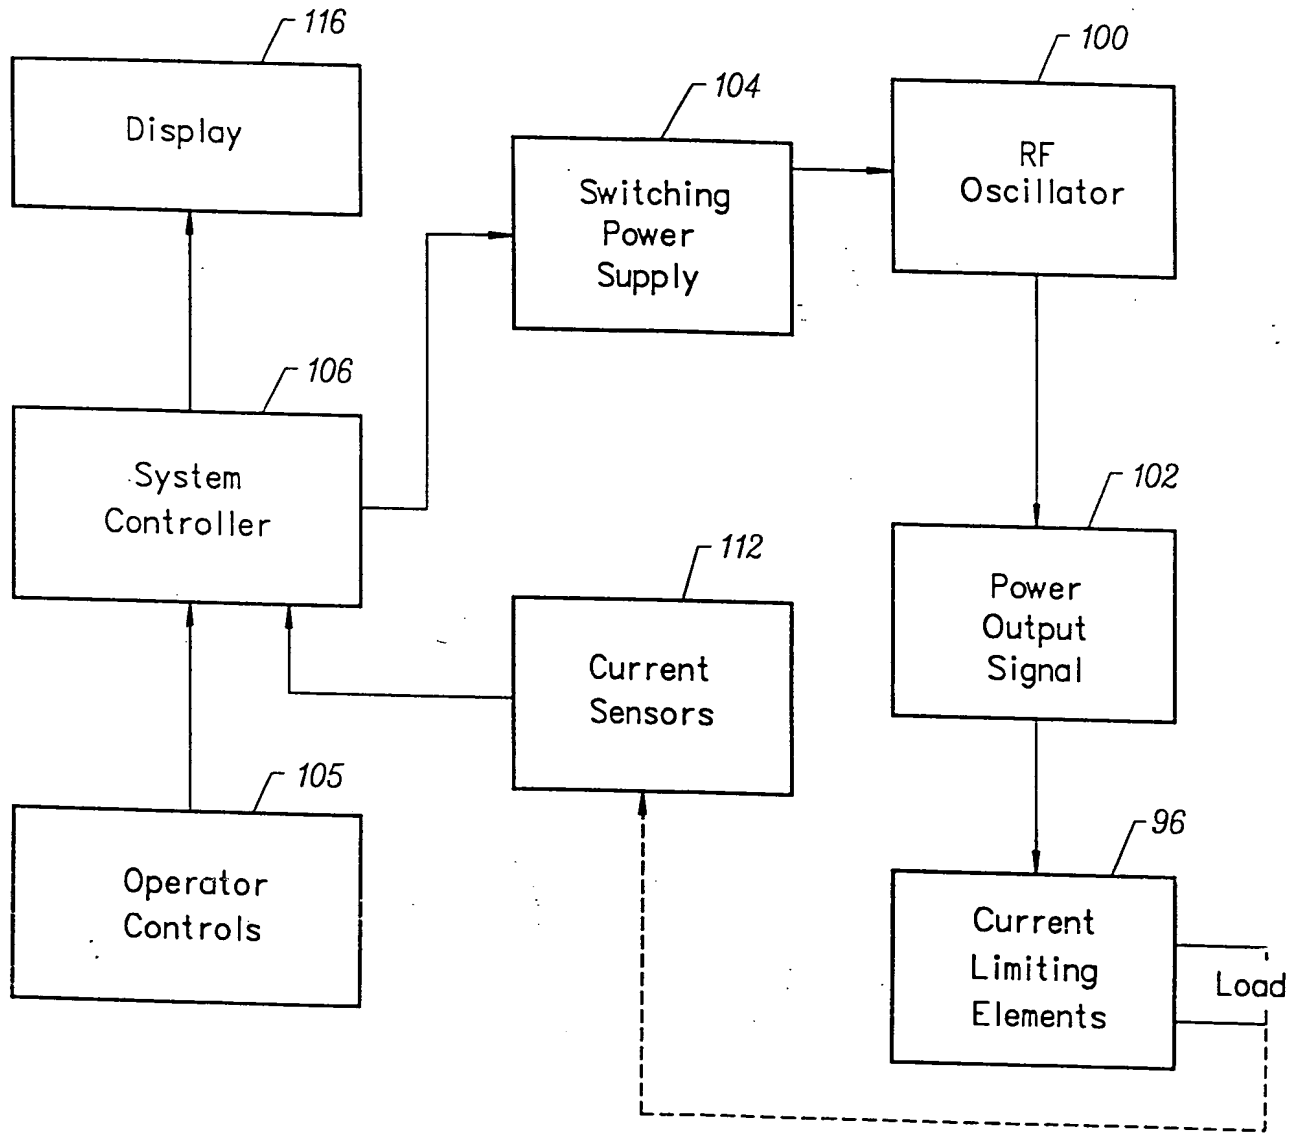 116
Display
104
Switching
Power
Supply
100
RF
Oscillator
106
System
Controller
112
Current
Sensors
102
Power
Output
Signal
105
Operator
Controls
96
Current
Limiting
Elements
Load